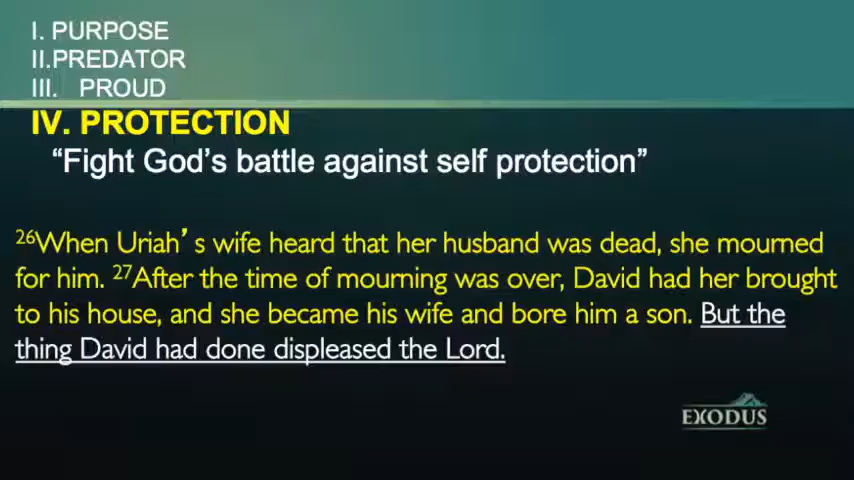 I. PURPOSE
II.PREDATOR
III. PROUD
IV. PROTECTION
“Fight God’s battle against self protection”
26When Uriah’s wife heard that her husband was dead, she mourned
for him. 27After the time of mourning was over, David had her brought
to his house, and she became his wife and bore him a son. But the
thing David had done displeased the Lord.
EXODUS